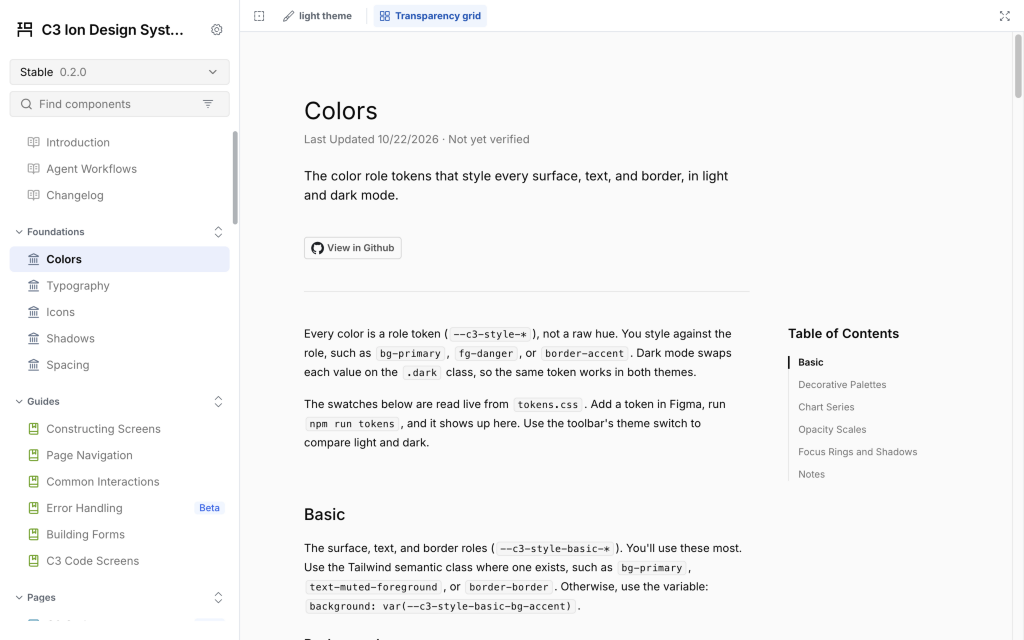 C3 Ion Design Syst...
Stable 0.2.0
Find components
Introduction
Agent Workflows
Changelog
Foundations
Colors
Typography
Icons
Shadows
Spacing
Guides
Constructing Screens
Page Navigation
Common Interactions
Error Handling Beta
Building Forms
C3 Code Screens
Pages
light theme
Transparency grid
Colors
Last Updated 10/22/2026 · Not yet verified
The color role tokens that style every surface, text, and border, in light
and dark mode.
View in Github
Every color is a role token ( --c3-style-* ), not a raw hue. You style against the
role, such as bg-primary , fg-danger , or border-accent . Dark mode swaps
each value on the .dark class, so the same token works in both themes.
The swatches below are read live from tokens.css . Add a token in Figma, run
npm run tokens , and it shows up here. Use the toolbar's theme switch to
compare light and dark.
Basic
The surface, text, and border roles ( --c3-style-basic-* ). You'll use these most.
Use the Tailwind semantic class where one exists, such as bg-primary ,
text-muted-foreground , or border-border . Otherwise, use the variable:
background: var(--c3-style-basic-bg-accent) .
Table of Contents
Basic
Decorative Palettes
Chart Series
Opacity Scales
Focus Rings and Shadows
Notes